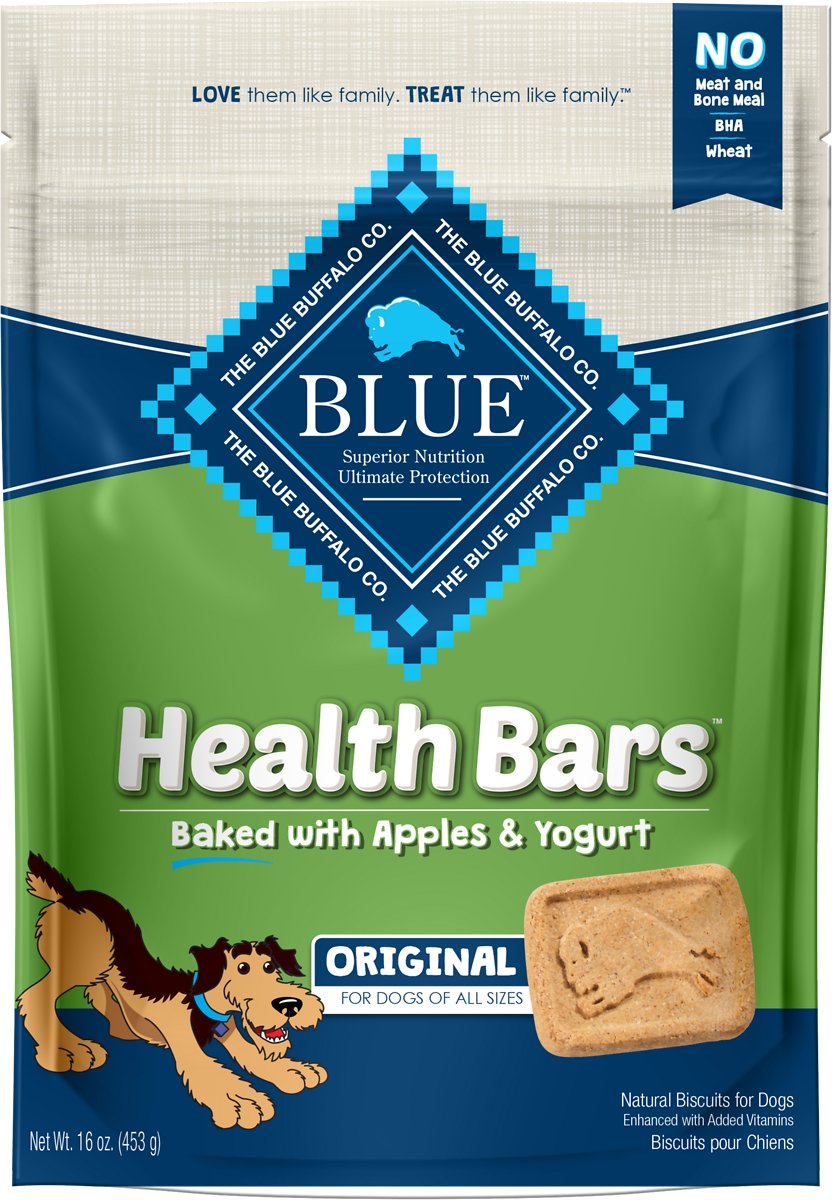 LOVE them like family. TREAT them like family.™
NO
Meat and
Bone Meal
BHA
Wheat
THE BLUE BUFFALO CO.
THE BLUE BUFFALO CO.
BLUE™
Superior Nutrition
Ultimate Protection
THE BLUE BUFFALO CO.
THE BLUE BUFFALO CO.
Health Bars™
Baked with Apples & Yogurt
ORIGINAL
FOR DOGS OF ALL SIZES
Natural Biscuits for Dogs
Enhanced with Added Vitamins
Biscuits pour Chiens
Net Wt. 16 oz. (453 g)